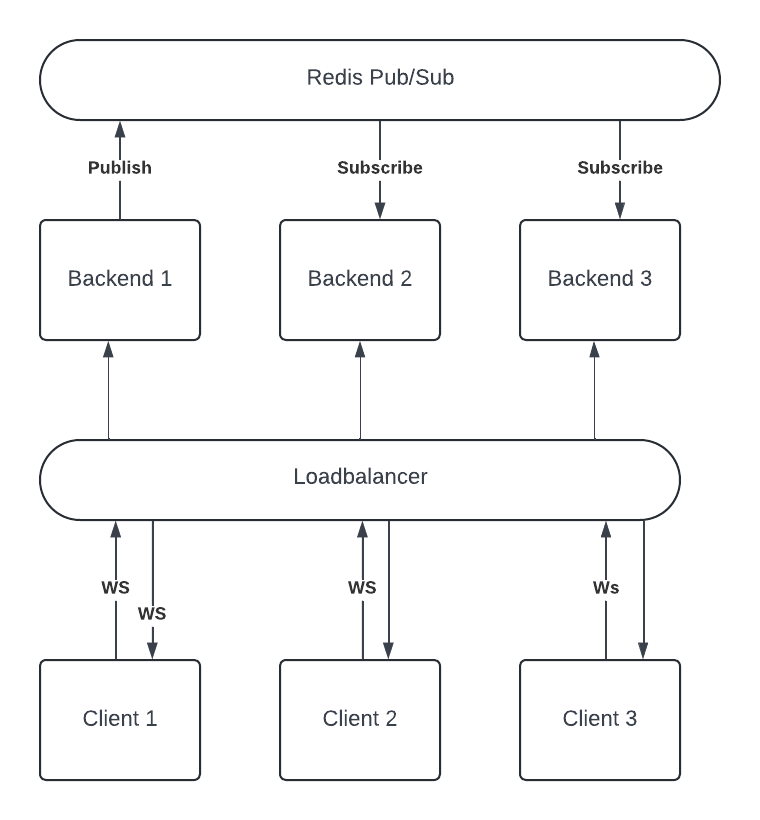 Redis Pub/Sub
Publish
Subscribe
Subscribe
Backend 1
Backend 2
Backend 3
Loadbalancer
WS
WS
WS
Ws
Client 1
Client 2
Client 3